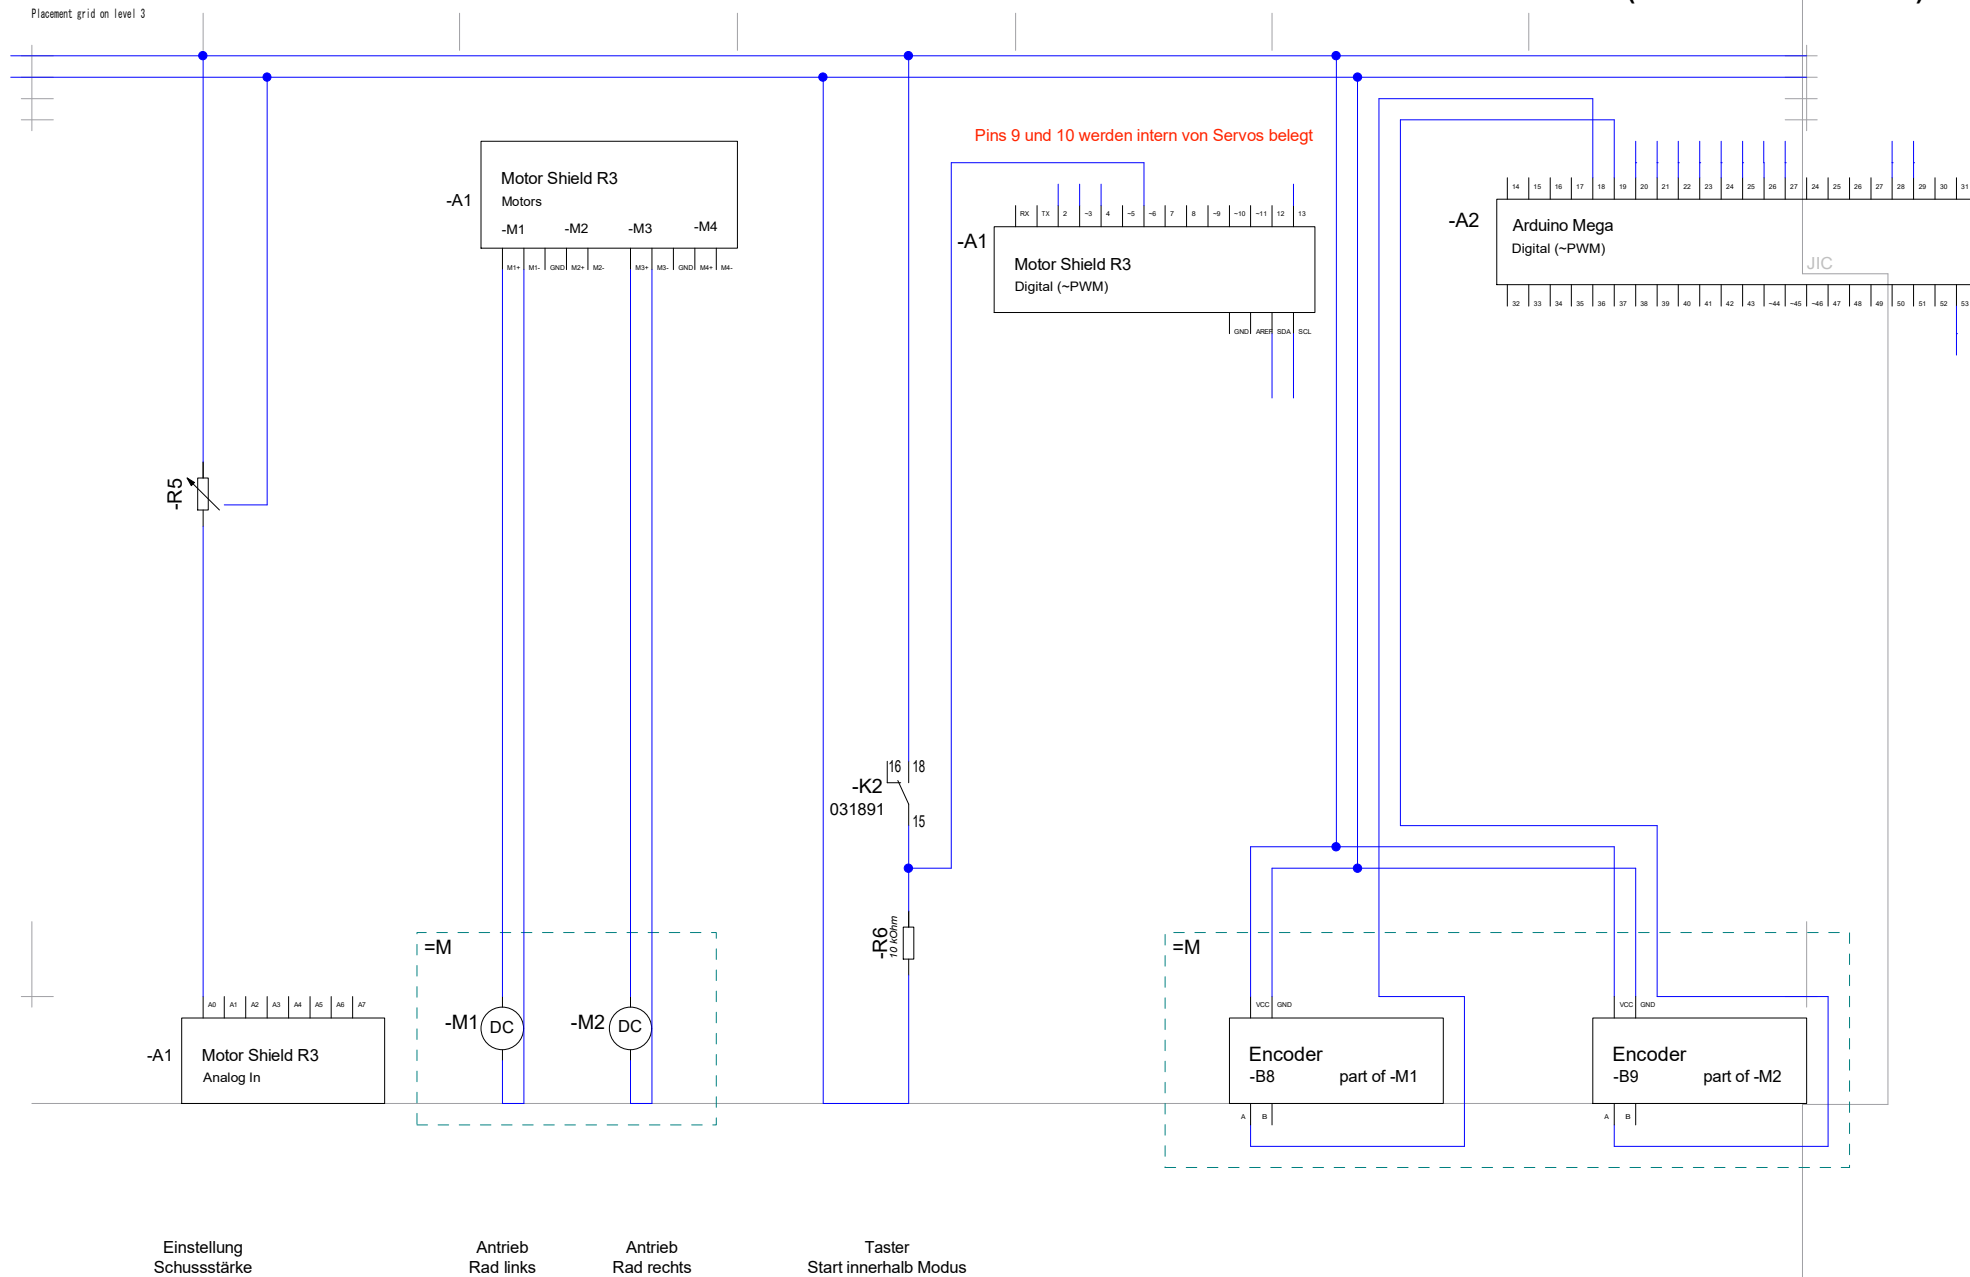 Placement grid on level 3
Pins 9 und 10 werden intern von Servos belegt
-A1
Motor Shield R3
Motors
-M1 -M2 -M3 -M4
M1+ M1- GND M2+ M2- M3+ M3- GND M4+ M4-
-A1
RX TX 2 ~3 4 ~5 ~6 7 8 ~9 ~10 ~11 12 13
Motor Shield R3
Digital (~PWM)
GND AREF SDA SCL
-A2
14 15 16 17 18 19 20 21 22 23 24 25 26 27 24 25 26 27 28 29 30 31
Arduino Mega
Digital (~PWM)
JIC
32 33 34 35 36 37 38 39 40 41 42 43 ~44 ~45 ~46 47 48 49 50 51 52 53
-R5
-K2
031891
16 18
15
-R6
10 kOhm
=M
-M1 DC
-M2 DC
=M
A0 A1 A2 A3 A4 A5 A6 A7
-A1
Motor Shield R3
Analog In
VCC GND
Encoder
-B8 part of -M1
A B
VCC GND
Encoder
-B9 part of -M2
A B
Einstellung
Schussstärke
Antrieb
Rad links
Antrieb
Rad rechts
Taster
Start innerhalb Modus